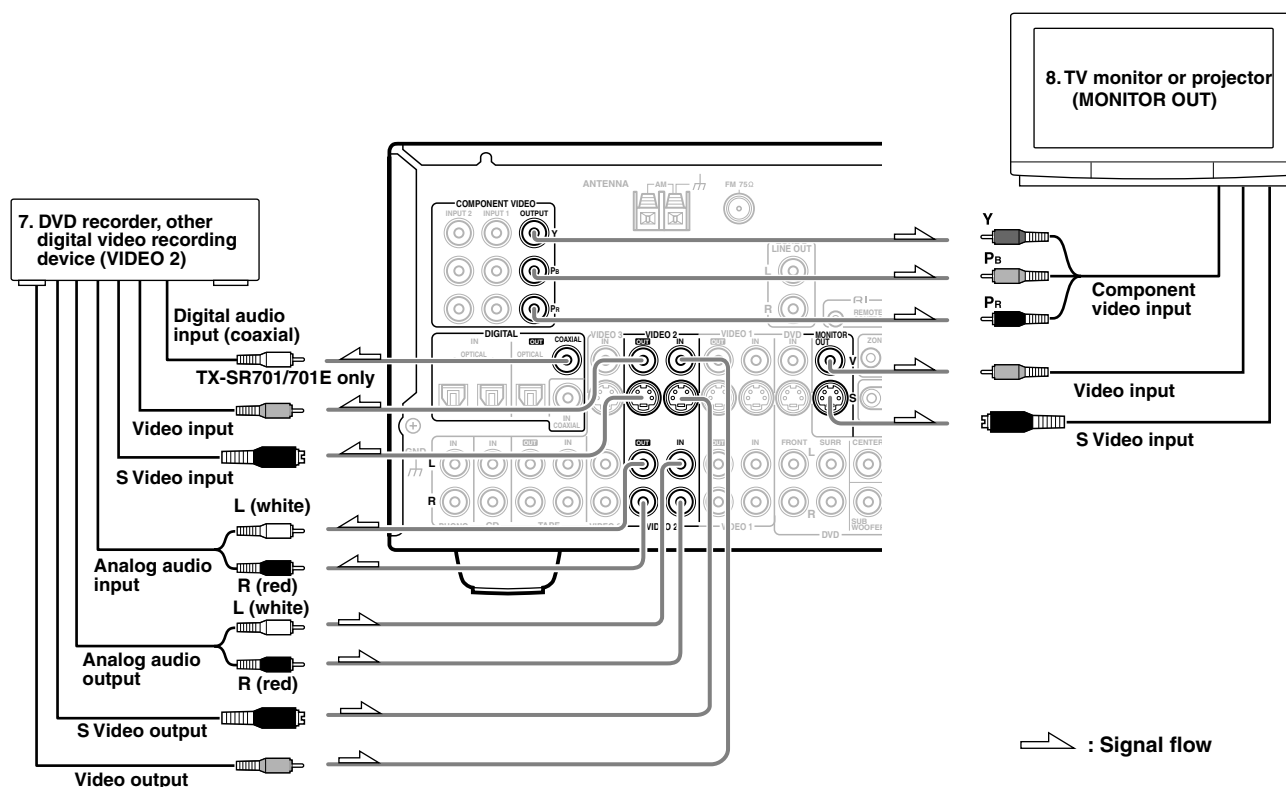 8. TV monitor or projector
(MONITOR OUT)
7. DVD recorder, other
digital video recording
device (VIDEO 2)
Digital audio
input (coaxial)
TX-SR701/701E only
Video input
S Video input
L (white)
Analog audio
input
R (red)
L (white)
Analog audio
output
R (red)
S Video output
Video output
ANTENNA
AM
FM 75Ω
COMPONENT VIDEO
INPUT 2 INPUT 1 OUTPUT
Y
PB
PR
LINE OUT
L
R
RI
REMOTE
DIGITAL
IN
OUT
COAXIAL
OPTICAL
OPTICAL
IN
COAXIAL
VIDEO 3
IN
VIDEO 2
OUT IN
VIDEO 1
OUT IN
DVD
IN
MONITOR
OUT
V
S
ZON
GND
L
R
IN
IN
OUT
IN
IN
OUT
IN
OUT
IN
FRONT
SURR
CENTER
L
R
SUB
WOOFER
PHONO
CD
TAPE
VIDEO 3
VIDEO 2
VIDEO 1
DVD
Y
PB
PR
Component
video input
Video input
S Video input
: Signal flow